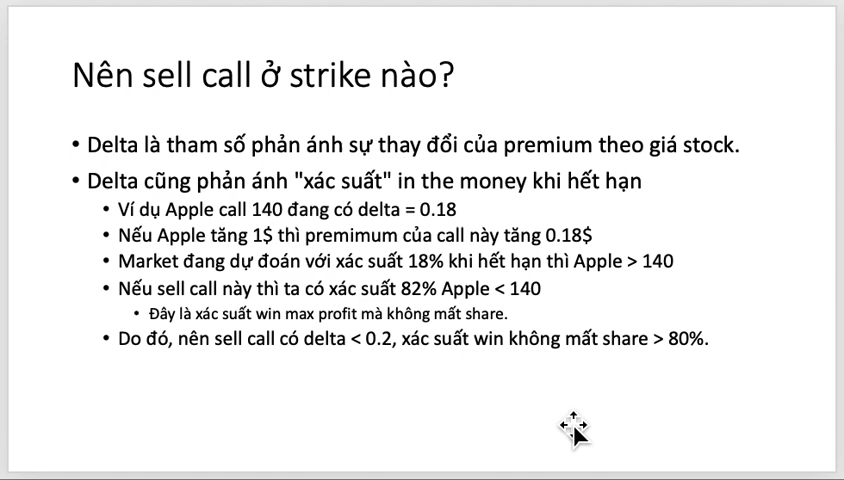 Nên sell call ở strike nào?
• Delta là tham số phản ánh sự thay đổi của premium theo giá stock.
• Delta cũng phản ánh "xác suất" in the money khi hết hạn
• Ví dụ Apple call 140 đang có delta = 0.18
• Nếu Apple tăng 1$ thì premimum của call này tăng 0.18$
• Market đang dự đoán với xác suất 18% khi hết hạn thì Apple > 140
• Nếu sell call này thì ta có xác suất 82% Apple < 140
• Đây là xác suất win max profit mà không mất share.
• Do đó, nên sell call có delta < 0.2, xác suất win không mất share > 80%.